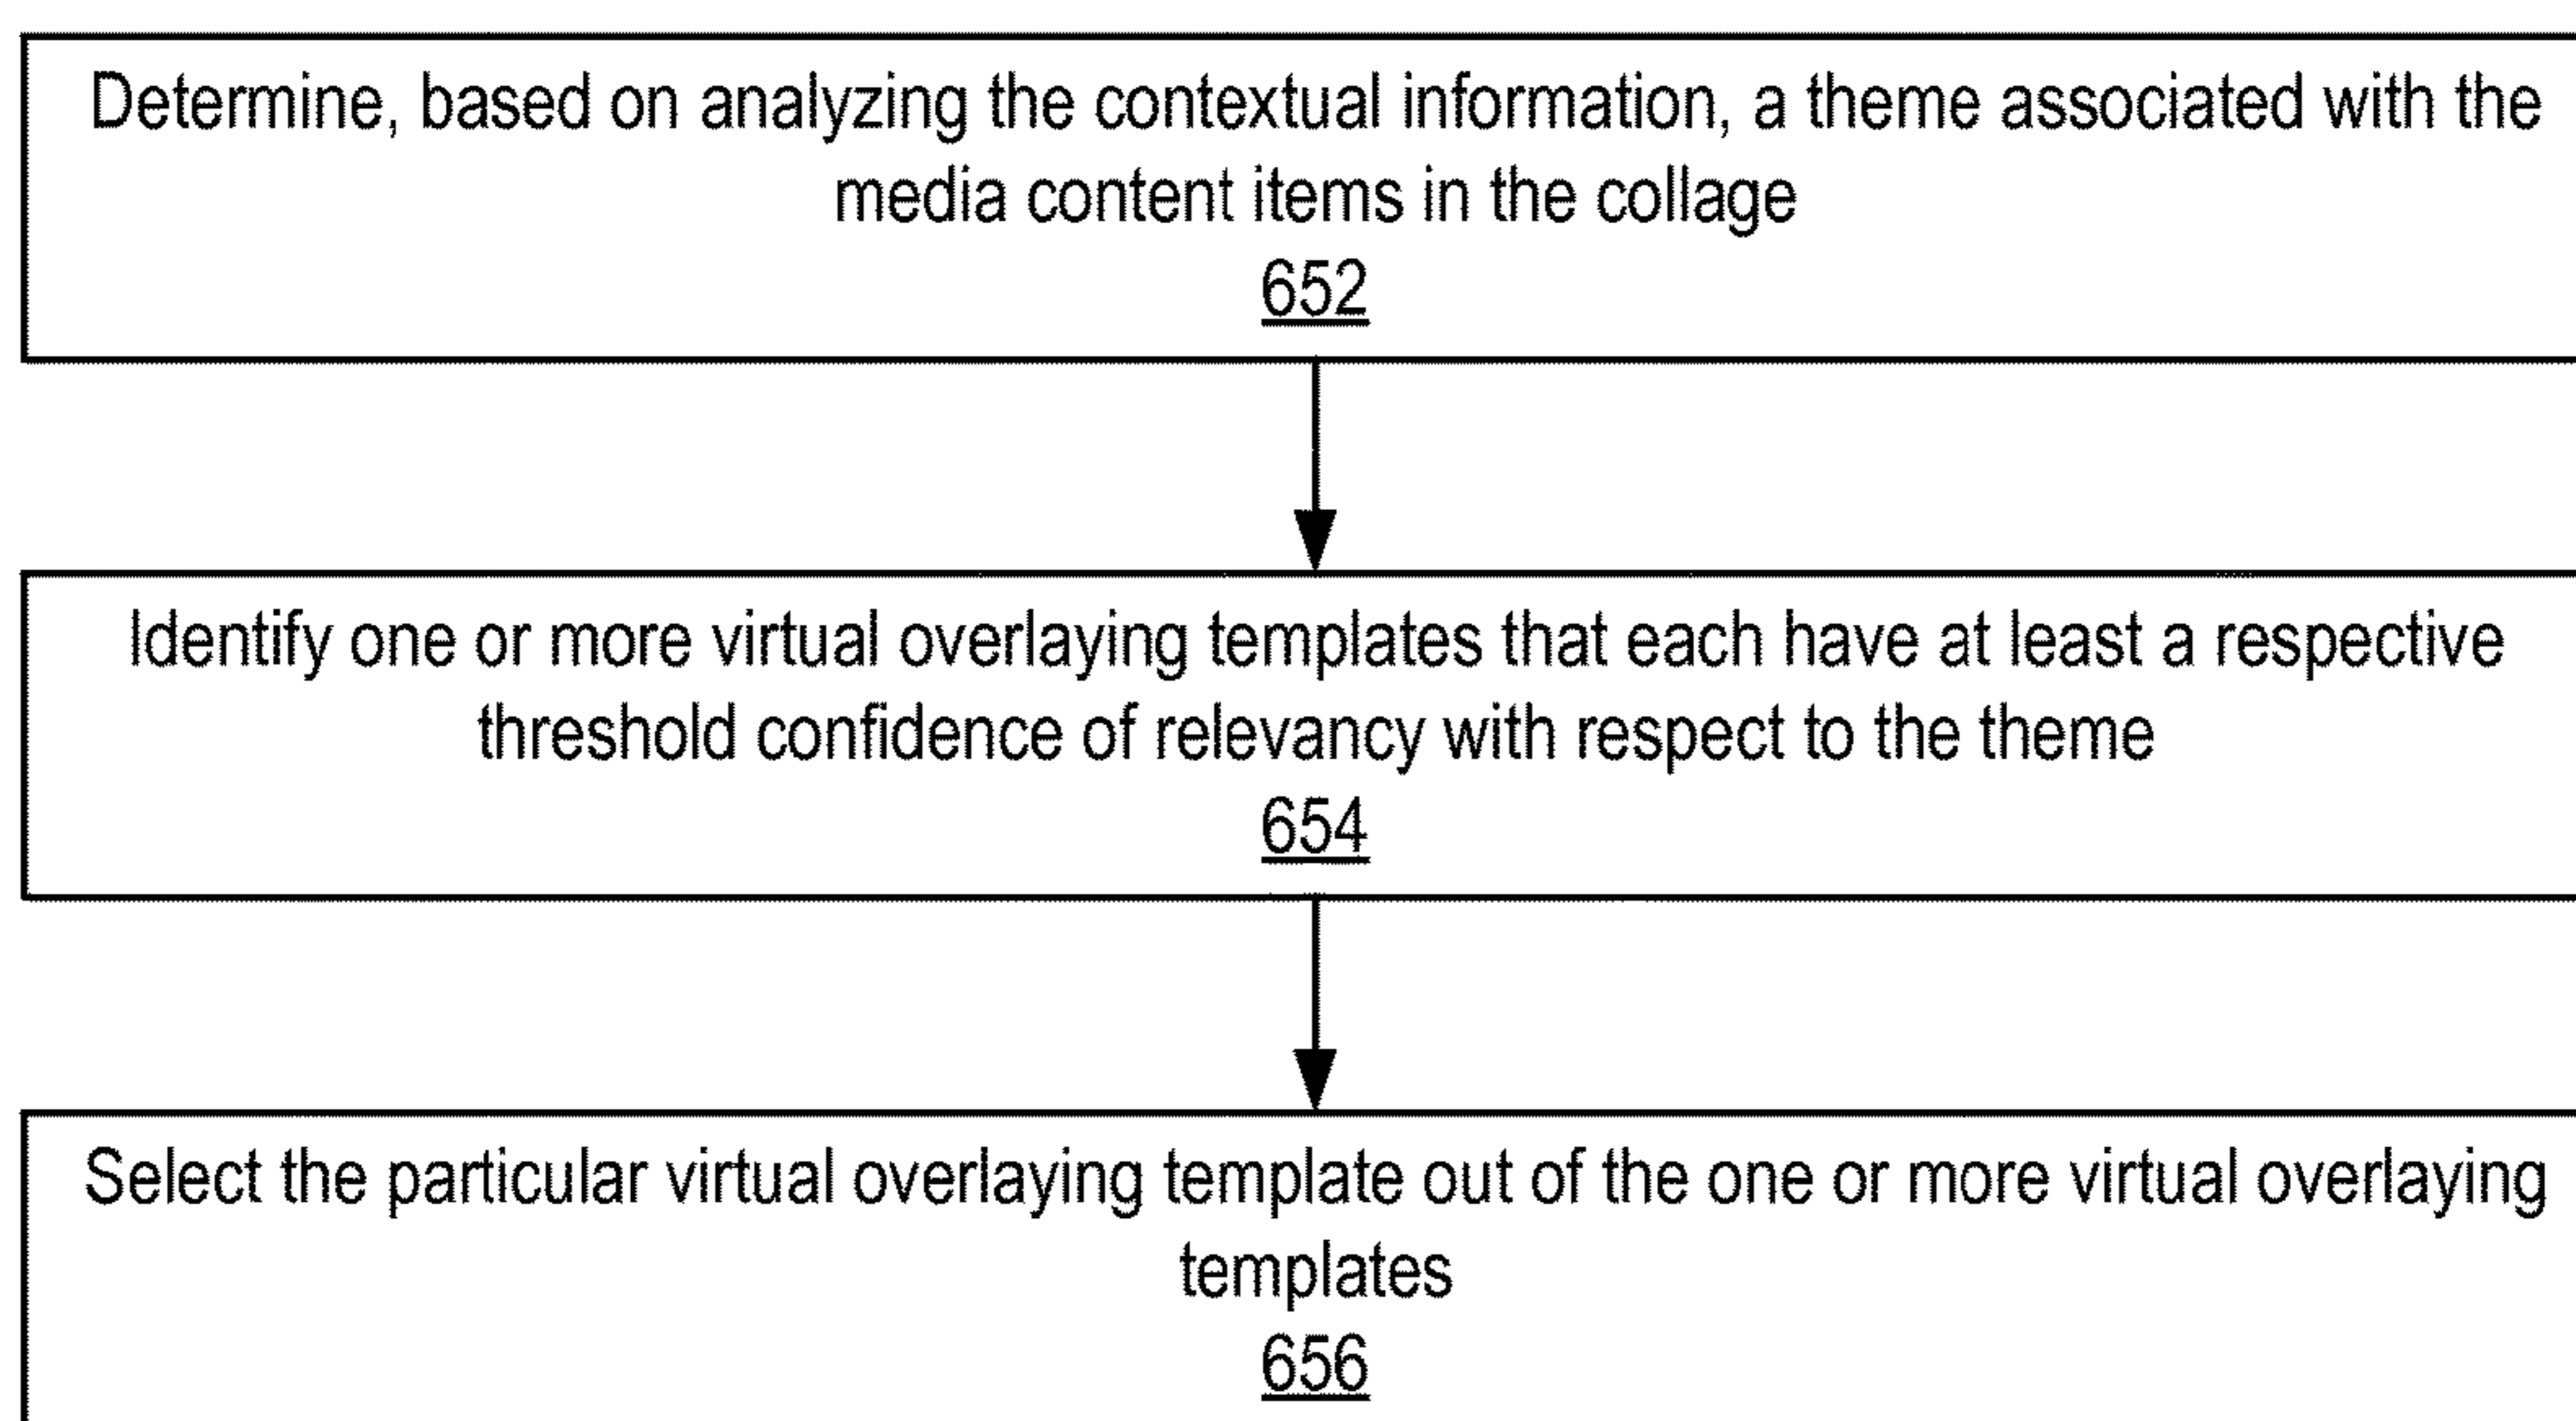 Determine, based on analyzing the contextual information, a theme associated with the
media content items in the collage
652
Identify one or more virtual overlaying templates that each have at least a respective
threshold confidence of relevancy with respect to the theme
654
Select the particular virtual overlaying template out of the one or more virtual overlaying
templates
656